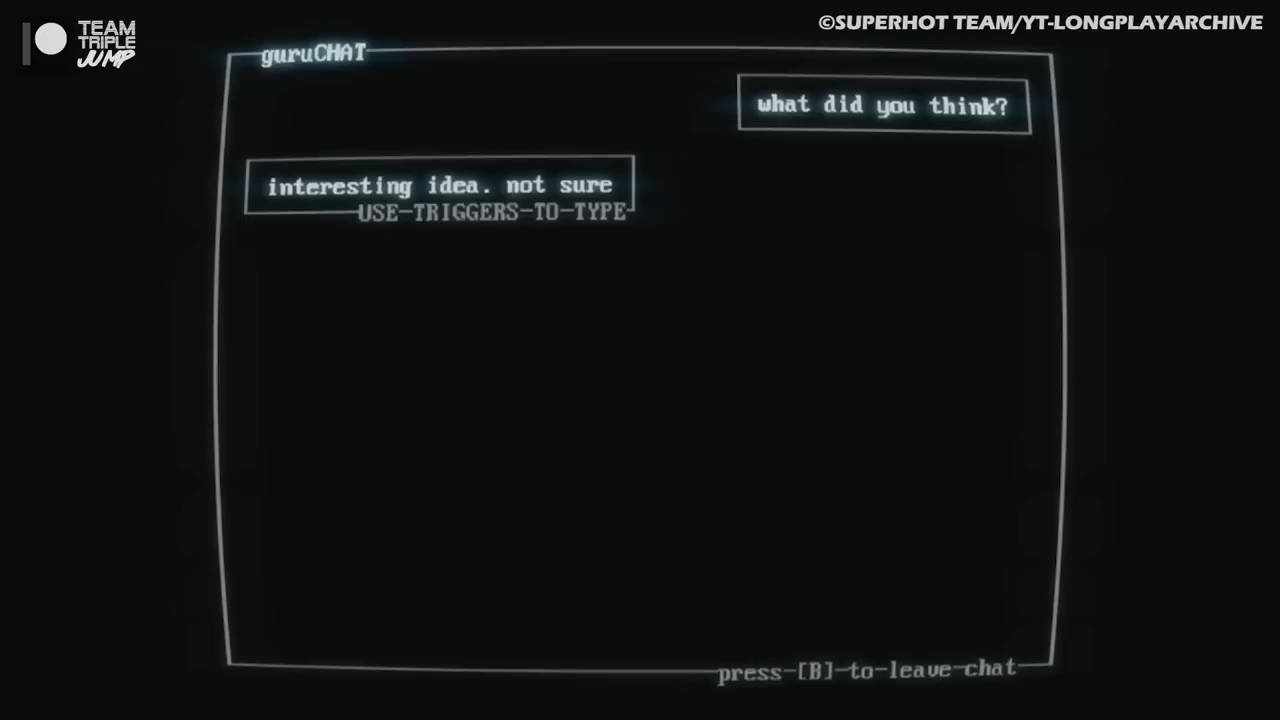 TEAM
TRIPLE
JUMP
©SUPERHOT TEAM/YT-LONGPLAYARCHIVE
guruCHAT
what did you think?
interesting idea. not sure
USE-TRIGGERS-TO-TYPE
press-[B]-to-leave-chat